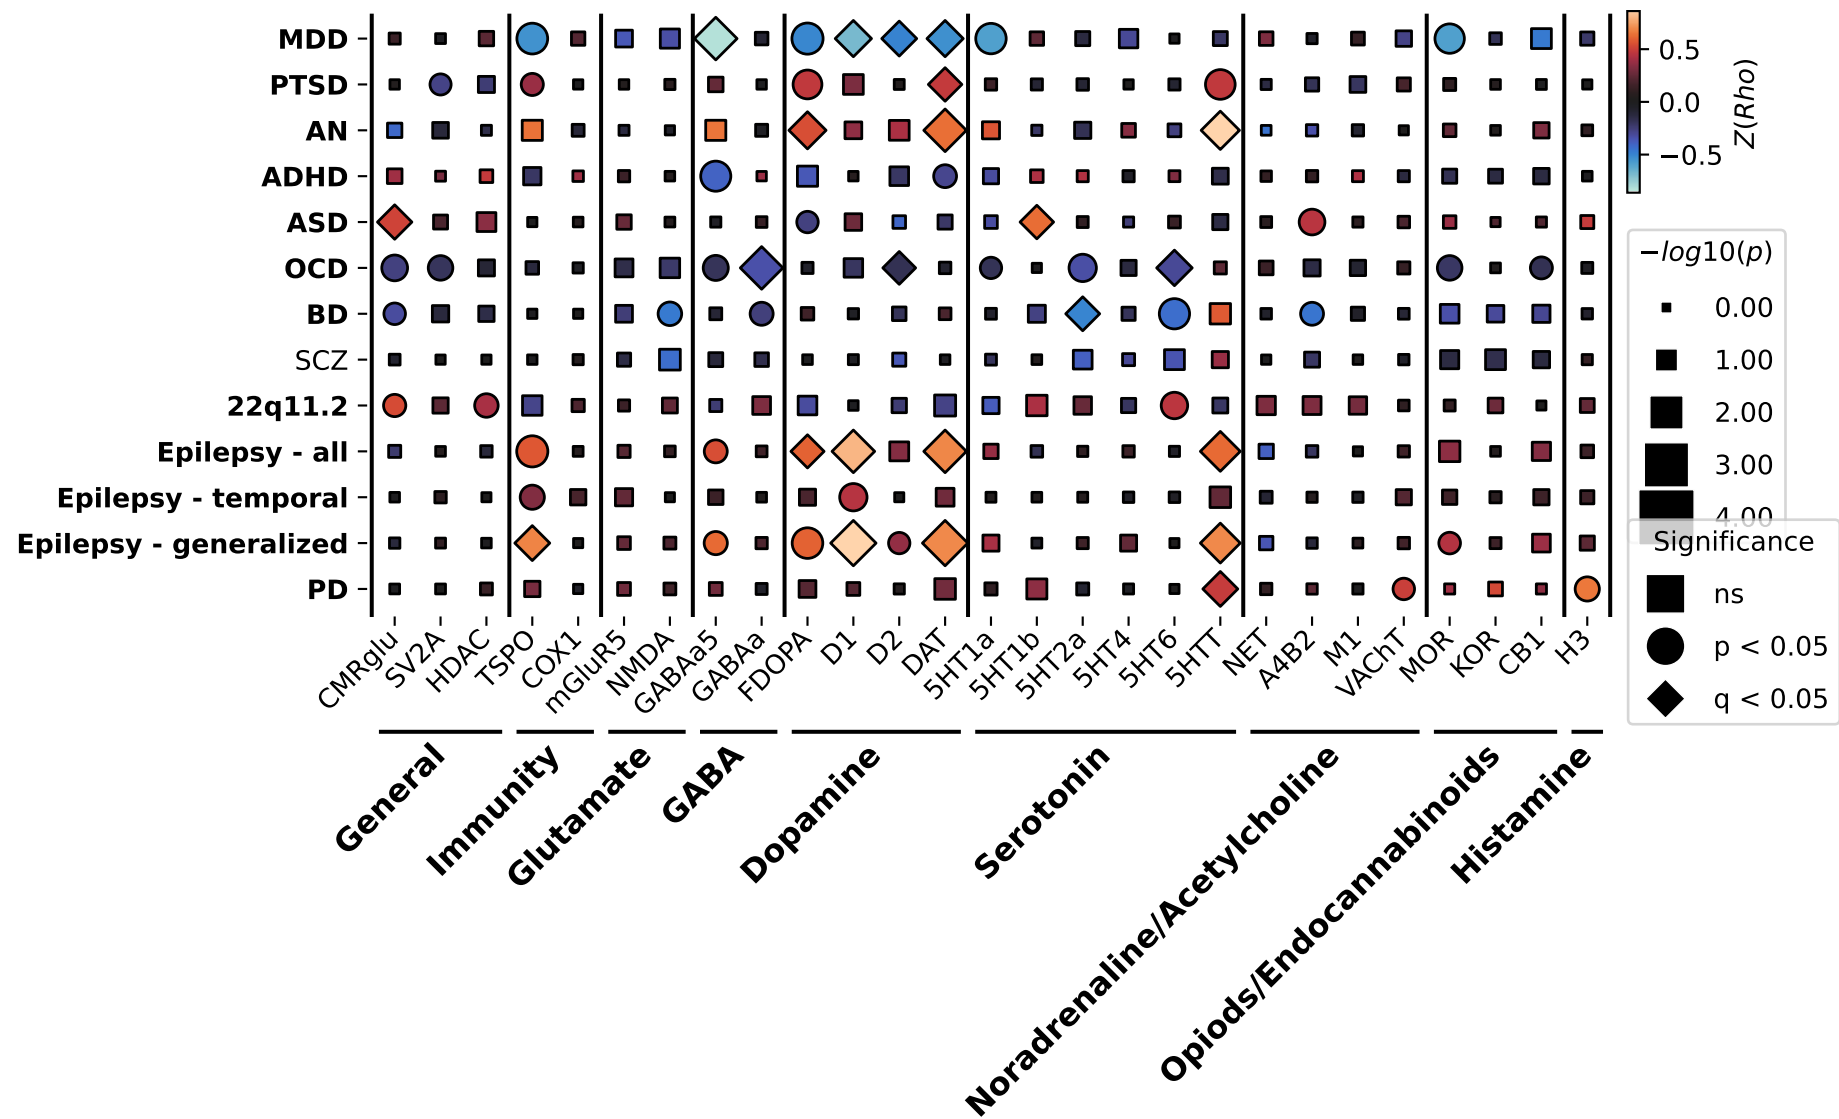 MDD
PTSD
AN
ADHD
ASD
OCD
BD
SCZ
22q11.2
Epilepsy - all
Epilepsy - temporal
Epilepsy - generalized
PD
CMRglu
SV2A
HDAC
TSPO
COX1
mGluR5
NMDA
GABAa5
GABAa
FDOPA
D1
D2
DAT
5HT1a
5HT1b
5HT2a
5HT4
5HT6
5HTT
NET
A4B2
M1
VAChT
MOR
KOR
CB1
H3
General
Immunity
Glutamate
GABA
Dopamine
Serotonin
Noradrenaline/Acetylcholine
Opiods/Endocannabinoids
Histamine
0.5
0.0
−0.5
Z(Rho)
−log10(p)
0.00
1.00
2.00
3.00
4.00
Significance
ns
p < 0.05
q < 0.05